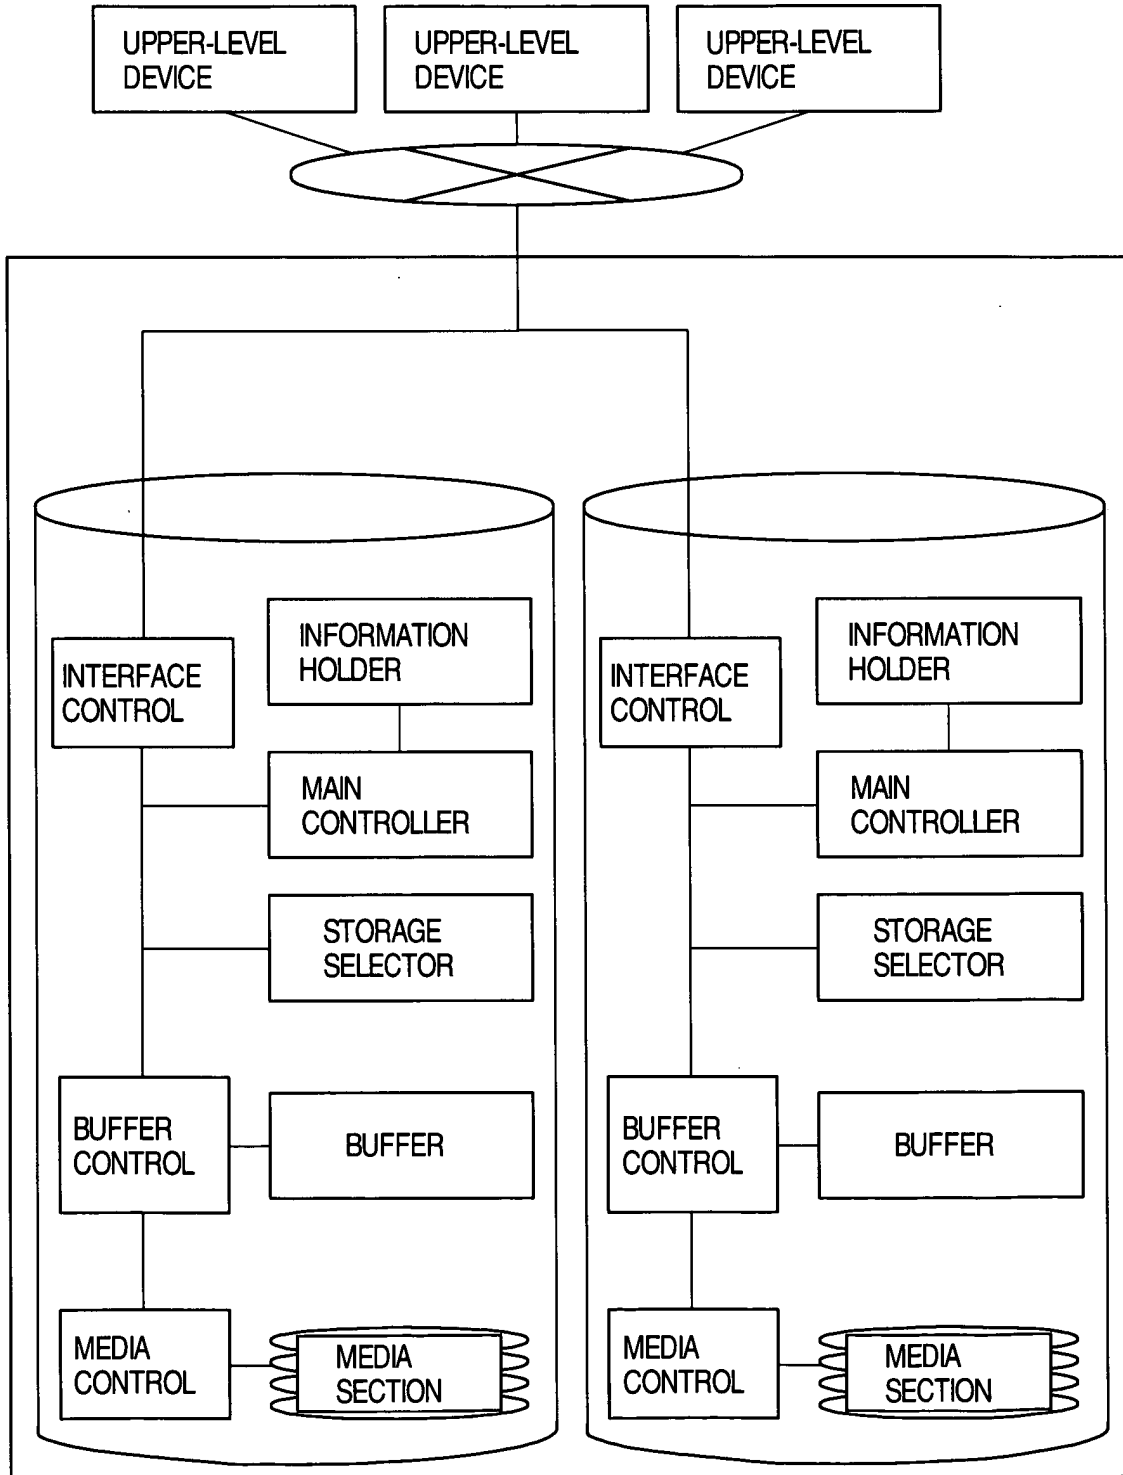 UPPER-LEVEL
DEVICE
UPPER-LEVEL
DEVICE
UPPER-LEVEL
DEVICE
INFORMATION
HOLDER
INTERFACE
CONTROL
MAIN
CONTROLLER
STORAGE
SELECTOR
BUFFER
CONTROL
BUFFER
MEDIA
CONTROL
MEDIA
SECTION
INFORMATION
HOLDER
INTERFACE
CONTROL
MAIN
CONTROLLER
STORAGE
SELECTOR
BUFFER
CONTROL
BUFFER
MEDIA
CONTROL
MEDIA
SECTION